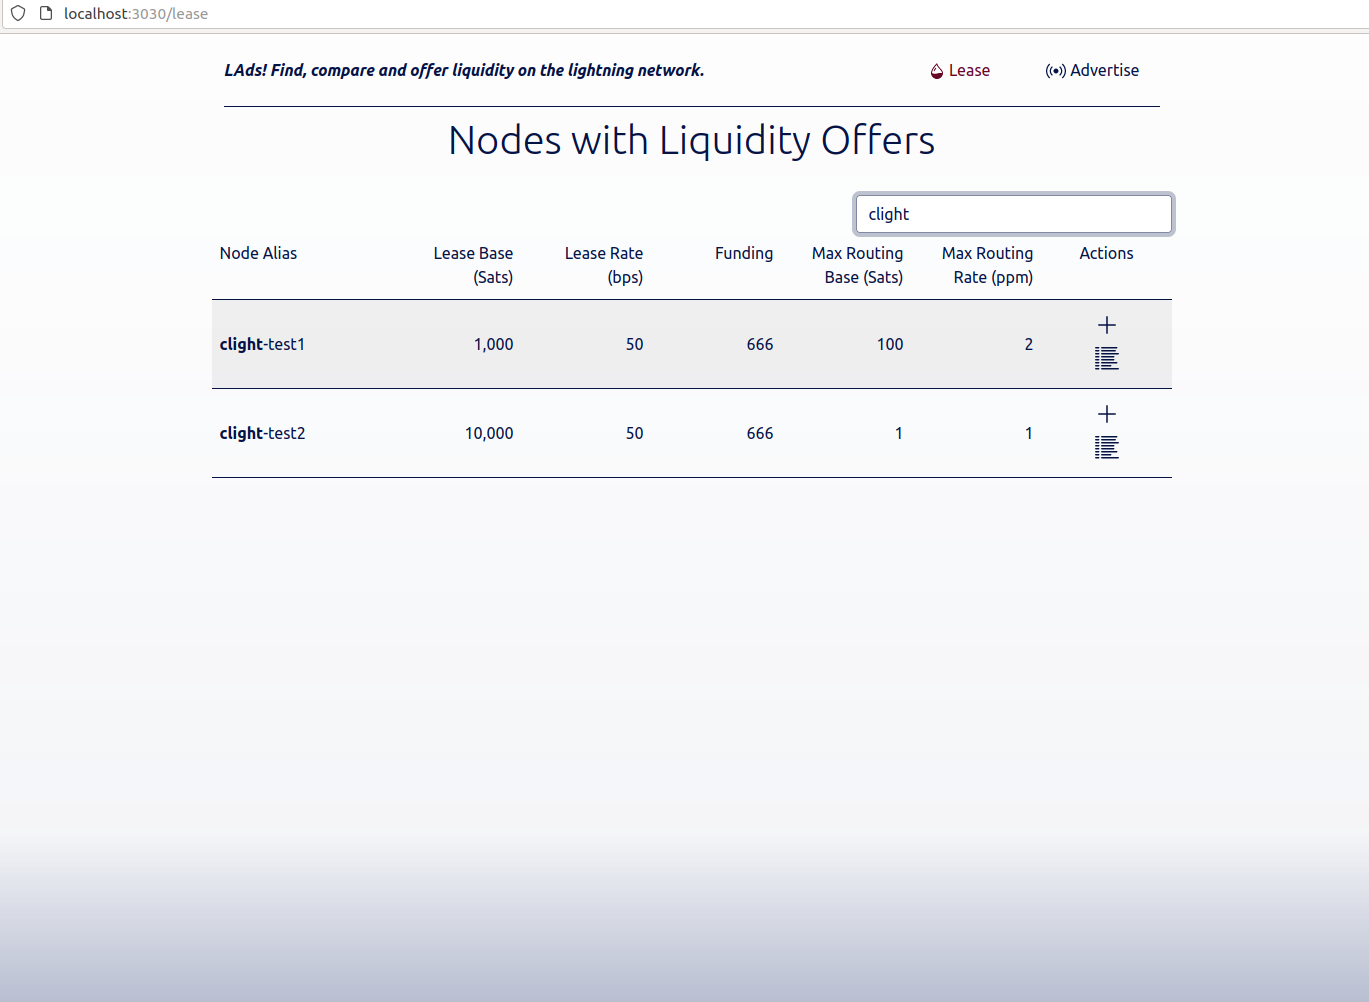 localhost:3030/lease
LAds! Find, compare and offer liquidity on the lightning network.
Lease
Advertise
Nodes with Liquidity Offers
clight
Node Alias Lease Base (Sats) Lease Rate (bps) Funding Max Routing Base (Sats) Max Routing Rate (ppm) Actions
clight-test1 1,000 50 666 100 2
clight-test2 10,000 50 666 1 1